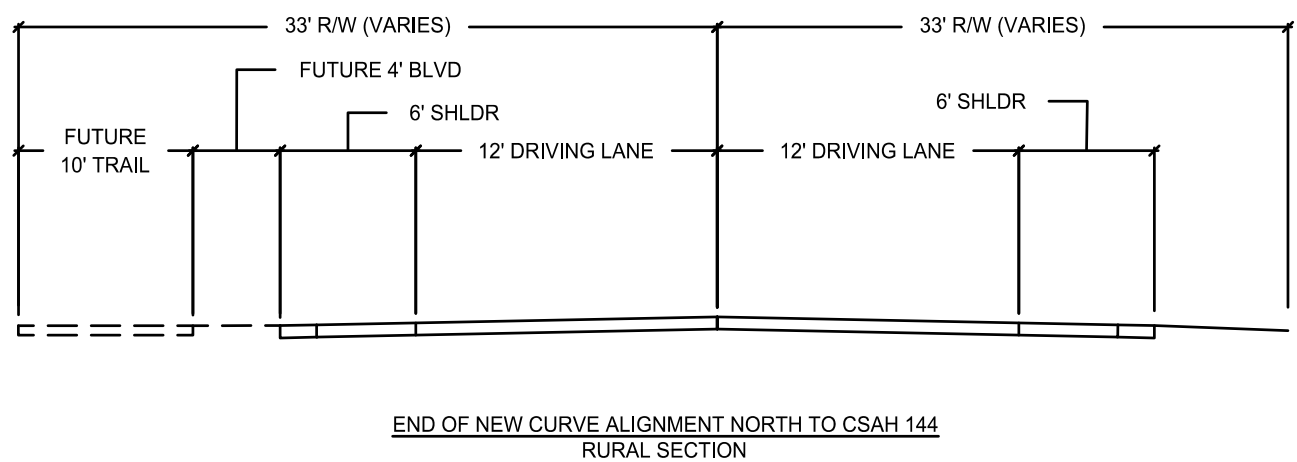 33' R/W (VARIES)
33' R/W (VARIES)
FUTURE 4' BLVD
6' SHLDR
6' SHLDR
FUTURE
10' TRAIL
12' DRIVING LANE
12' DRIVING LANE
END OF NEW CURVE ALIGNMENT NORTH TO CSAH 144
RURAL SECTION